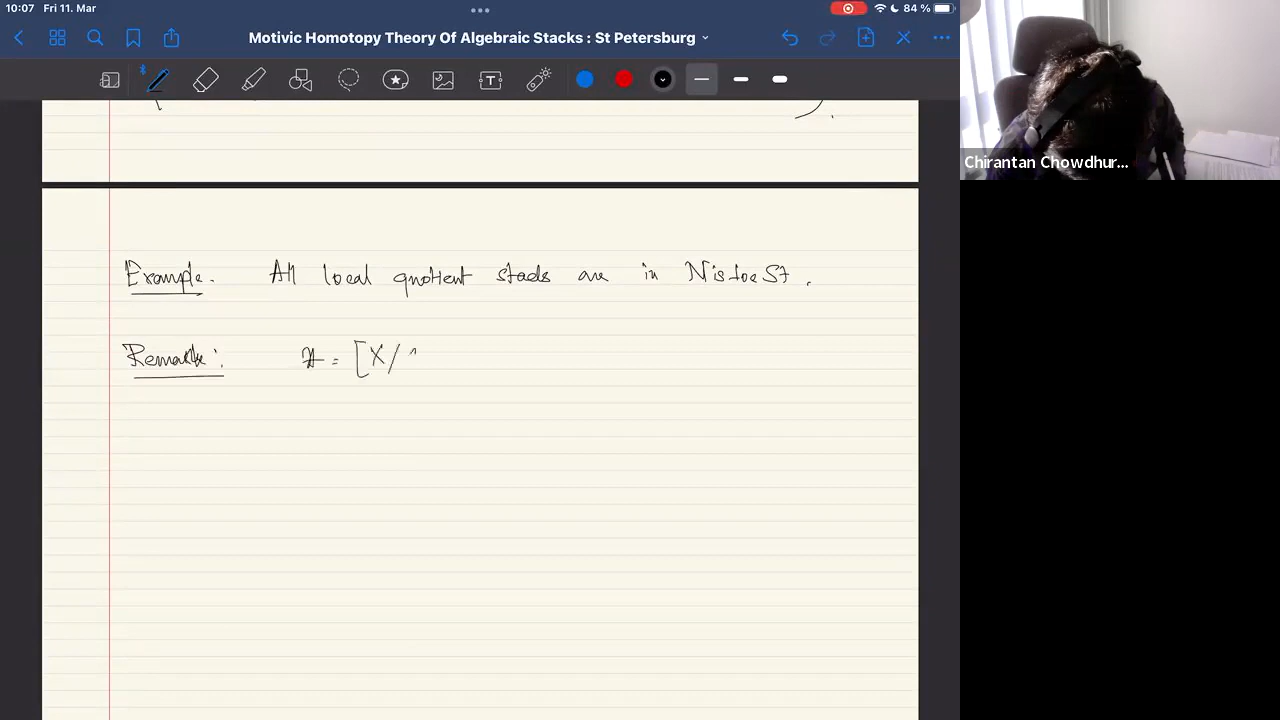 10:07 Fri 11. Mar
84 %
Motivic Homotopy Theory Of Algebraic Stacks : St Petersburg
T
Chirantan Chowdhur...
Example. All local quotient stacks are in NislocSt.
Remark: X = [X/